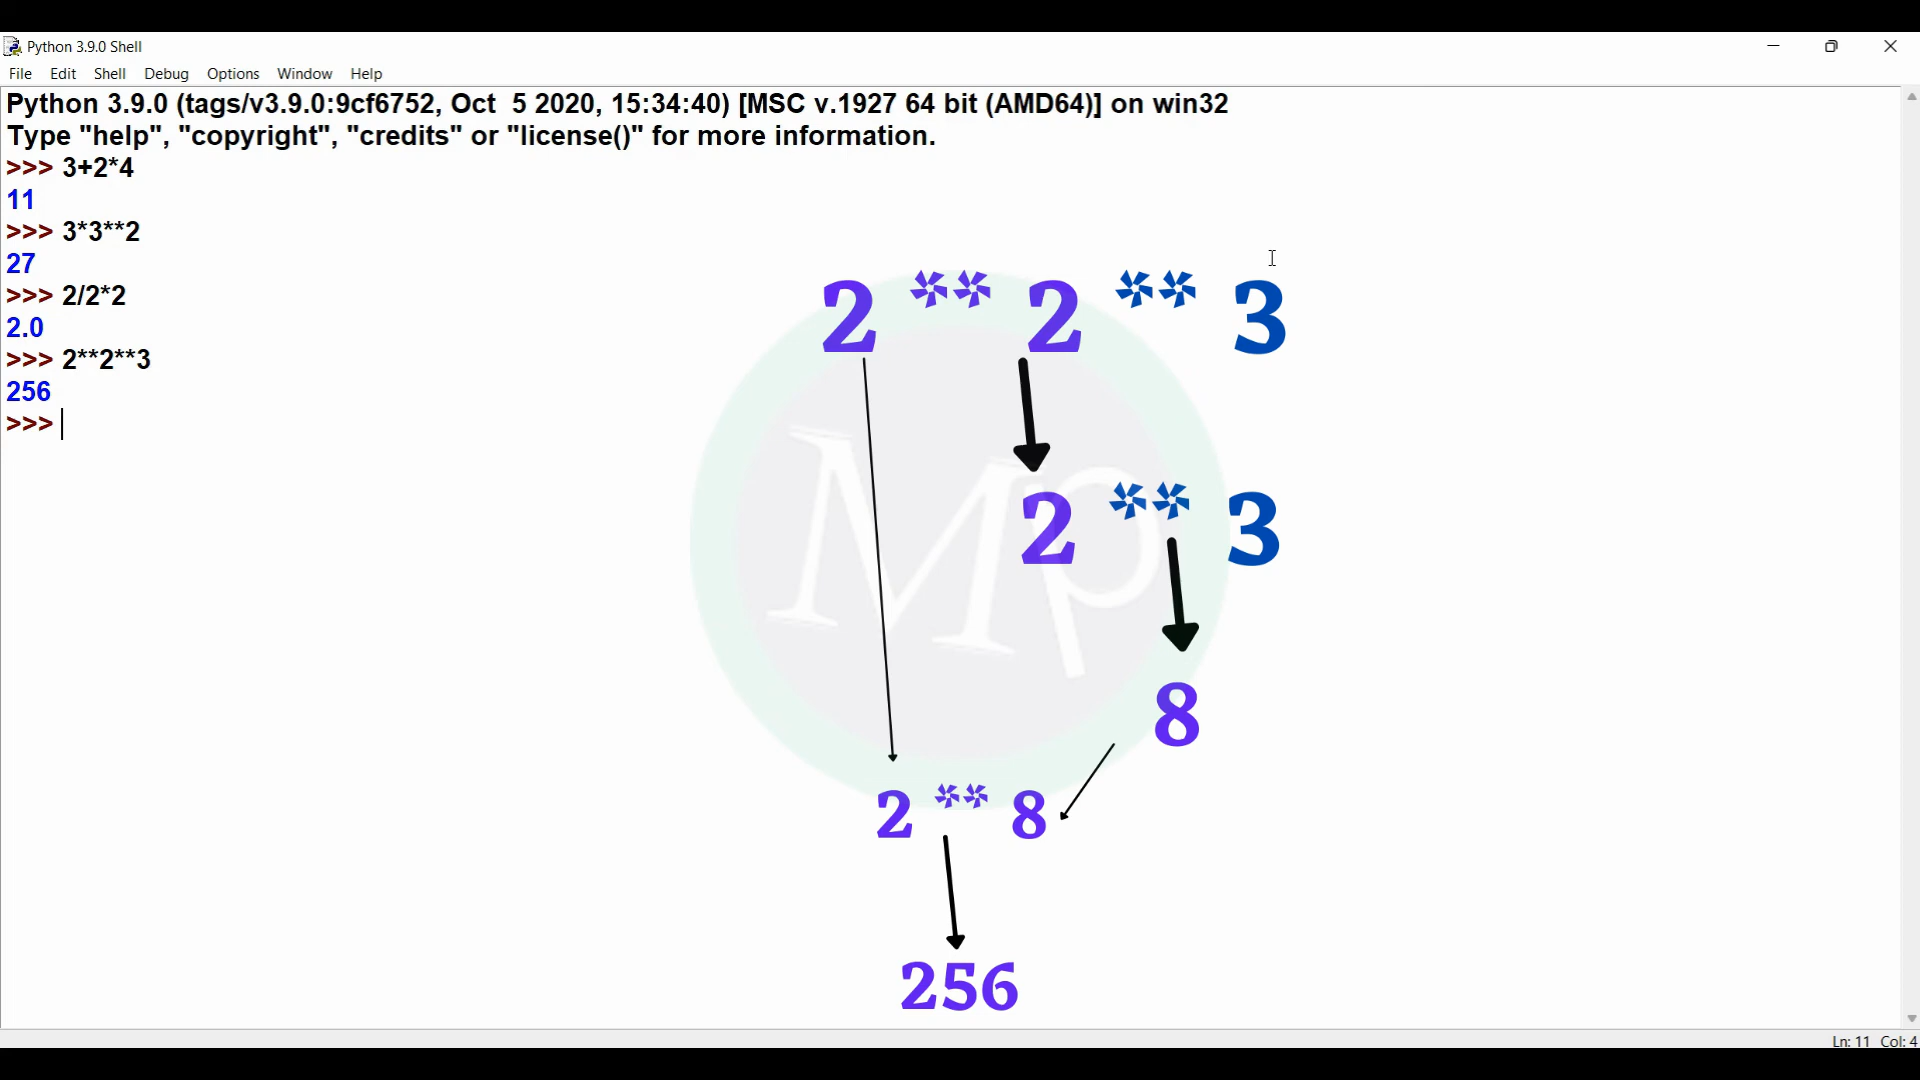 Python 3.9.0 Shell
File Edit Shell Debug Options Window Help
Python 3.9.0 (tags/v3.9.0:9cf6752, Oct  5 2020, 15:34:40) [MSC v.1927 64 bit (AMD64)] on win32
Type "help", "copyright", "credits" or "license()" for more information.
>>> 3+2*4
11
>>> 3*3**2
27
>>> 2/2*2
2.0
>>> 2**2**3
256
>>>
2 ** 2 ** 3
2 ** 3
8
2 ** 8
256
Mp
Ln: 11 Col: 4